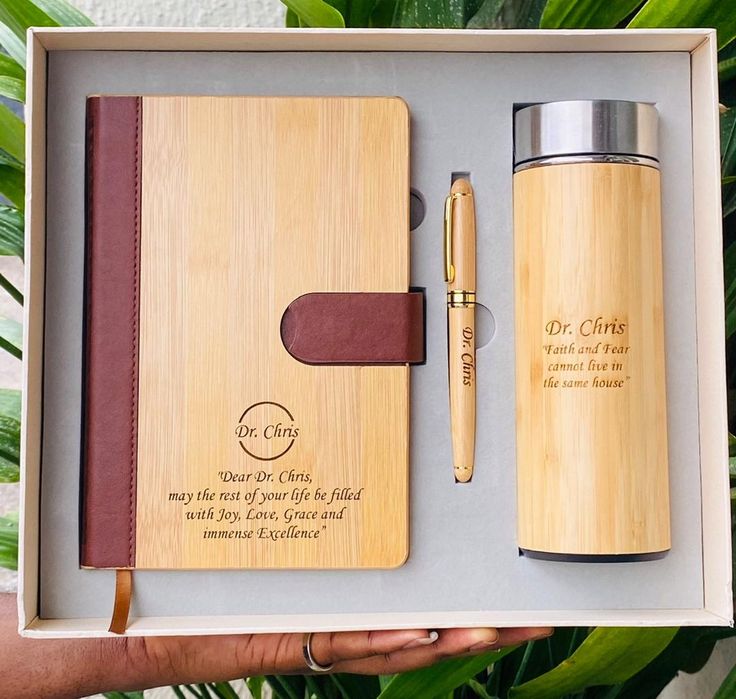 Dr. Chris
"Dear Dr. Chris,
may the rest of your life be filled
with Joy, Love, Grace and
immense Excellence"
Dr. Chris
Dr. Chris
"Faith and Fear
cannot live in
the same house"